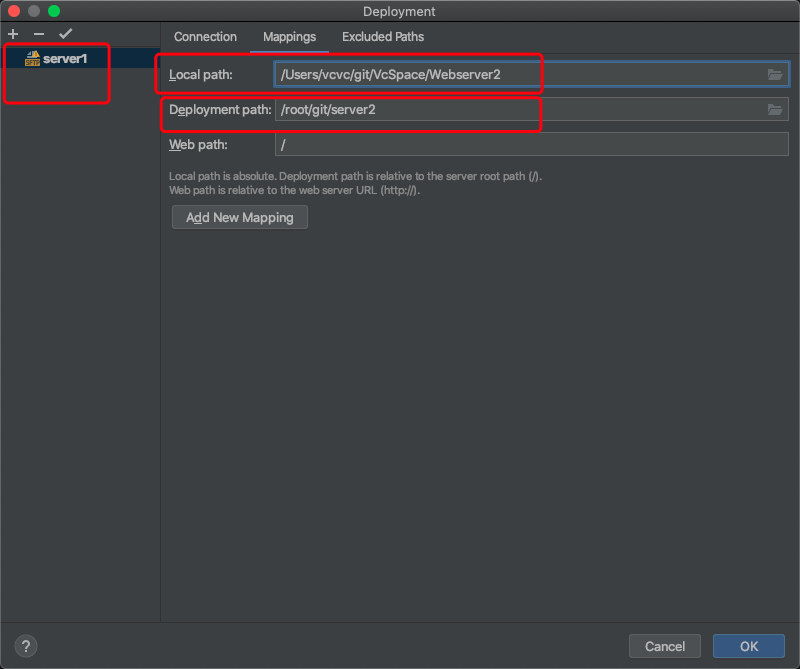 Deployment
Connection Mappings Excluded Paths
SFTP server1
Local path: /Users/vcvc/git/VcSpace/Webserver2
Deployment path: /root/git/server2
Web path: /
Local path is absolute. Deployment path is relative to the server root path (/).
Web path is relative to the web server URL (http://).
Add New Mapping
? Cancel OK